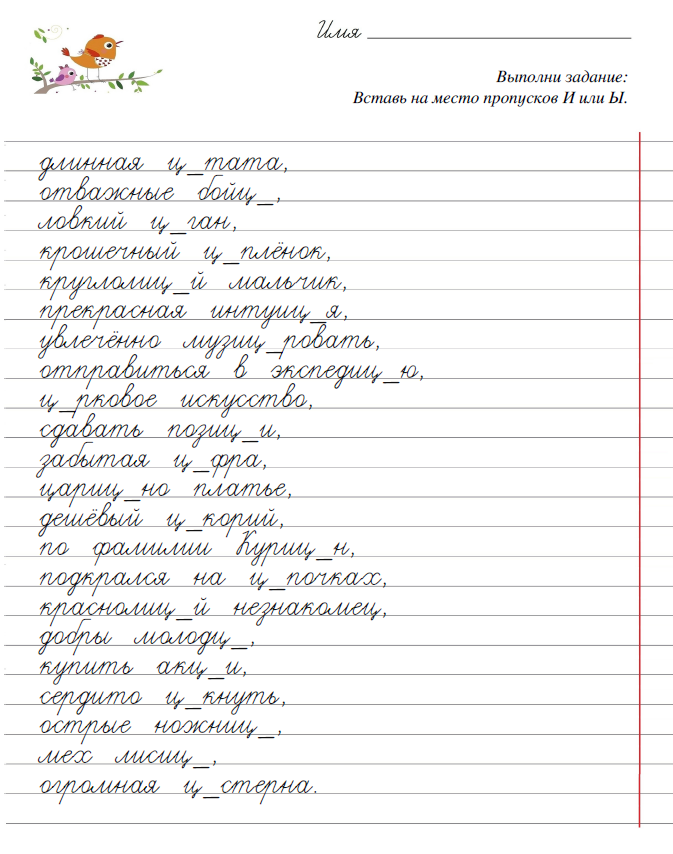 Имя ____________________
Выполни задание:
Вставь на место пропусков И или Ы.
длинная ц_тата,
отважные бойц_,
ловкий ц_ган,
крошечный ц_плёнок,
круглолиц_й мальчик,
прекрасная интуиц_я,
увлечённо музиц_ровать,
отправиться в экспедиц_ю,
ц_рковое искусство,
сдавать позиц_и,
забытая ц_фра,
цариц_но платье,
дешёвый ц_корий,
по фамилии Куриц_н,
подкрался на ц_почках,
краснолиц_й незнакомец,
добры молодц_,
купить акц_и,
сердито ц_кнуть,
острые ножниц_,
мех лисиц_,
огромная ц_стерна.